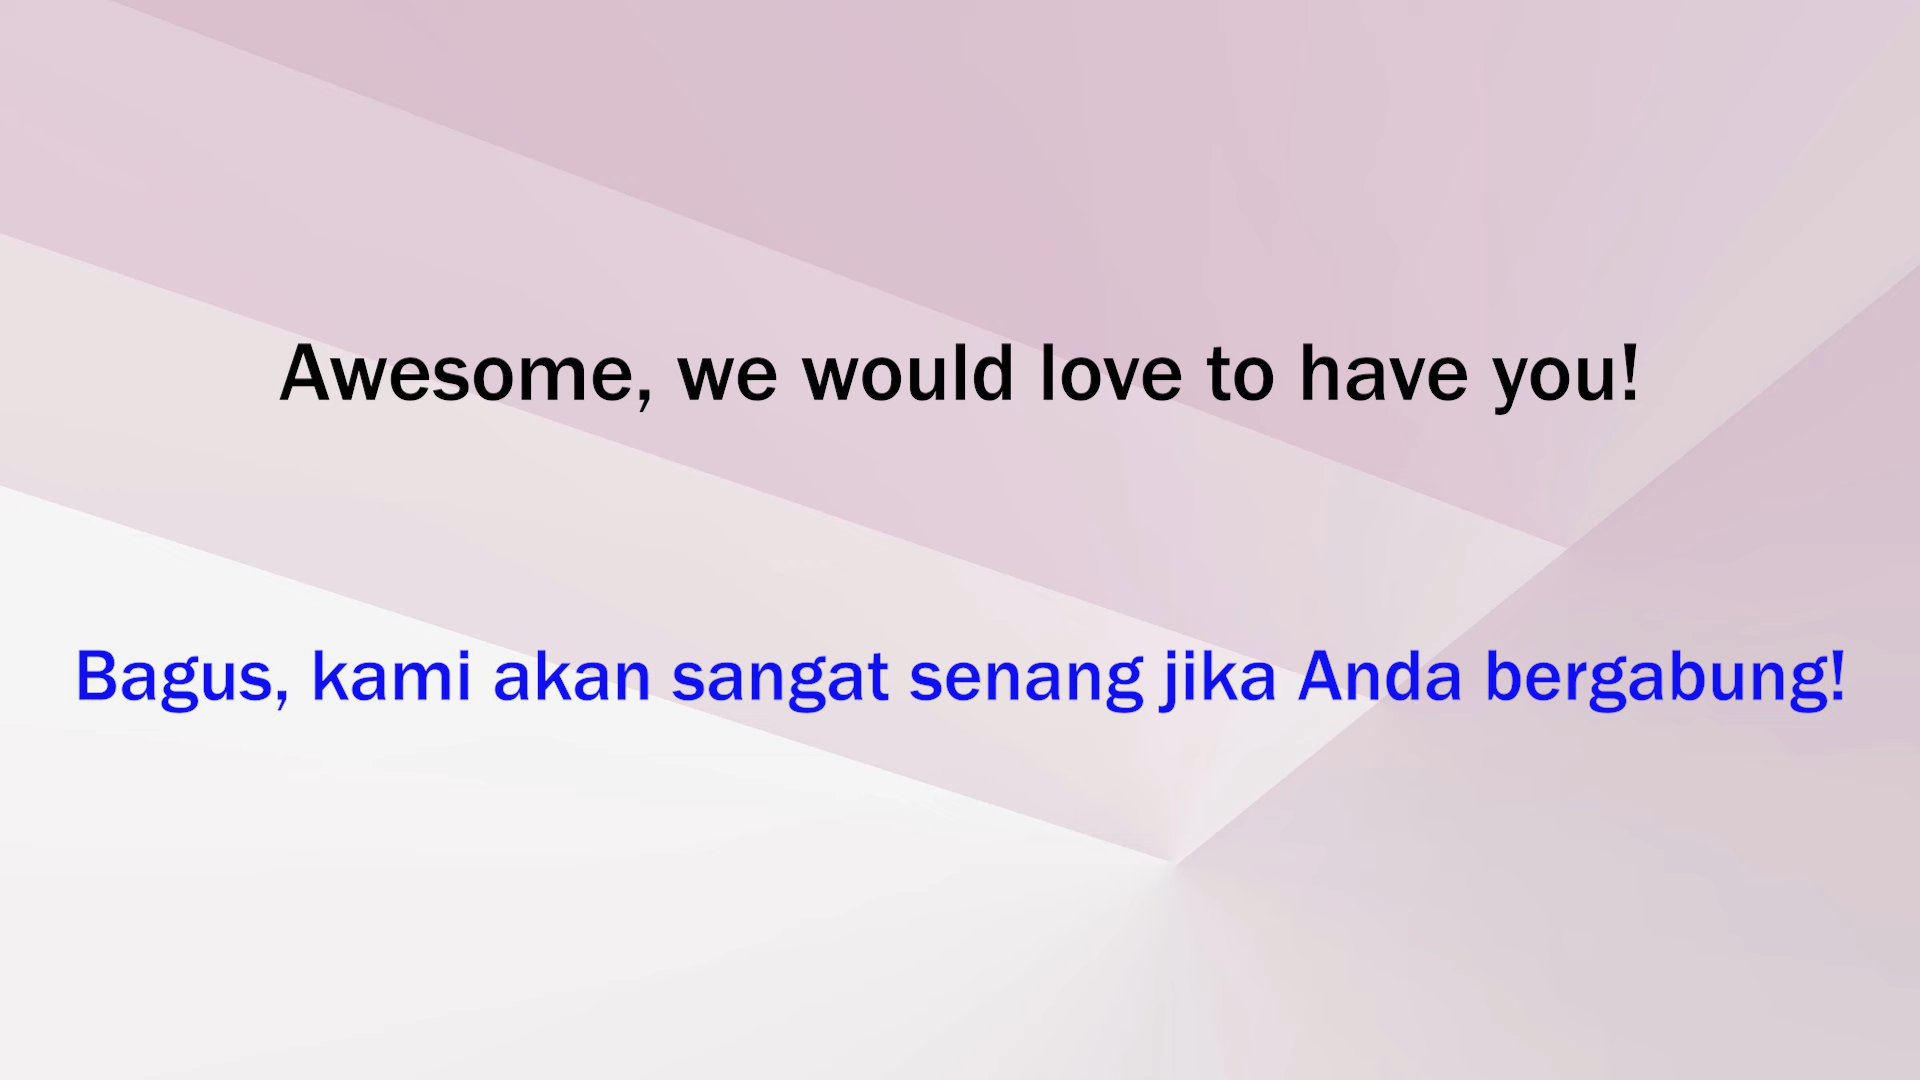 Awesome, we would love to have you!
Bagus, kami akan sangat senang jika Anda bergabung!